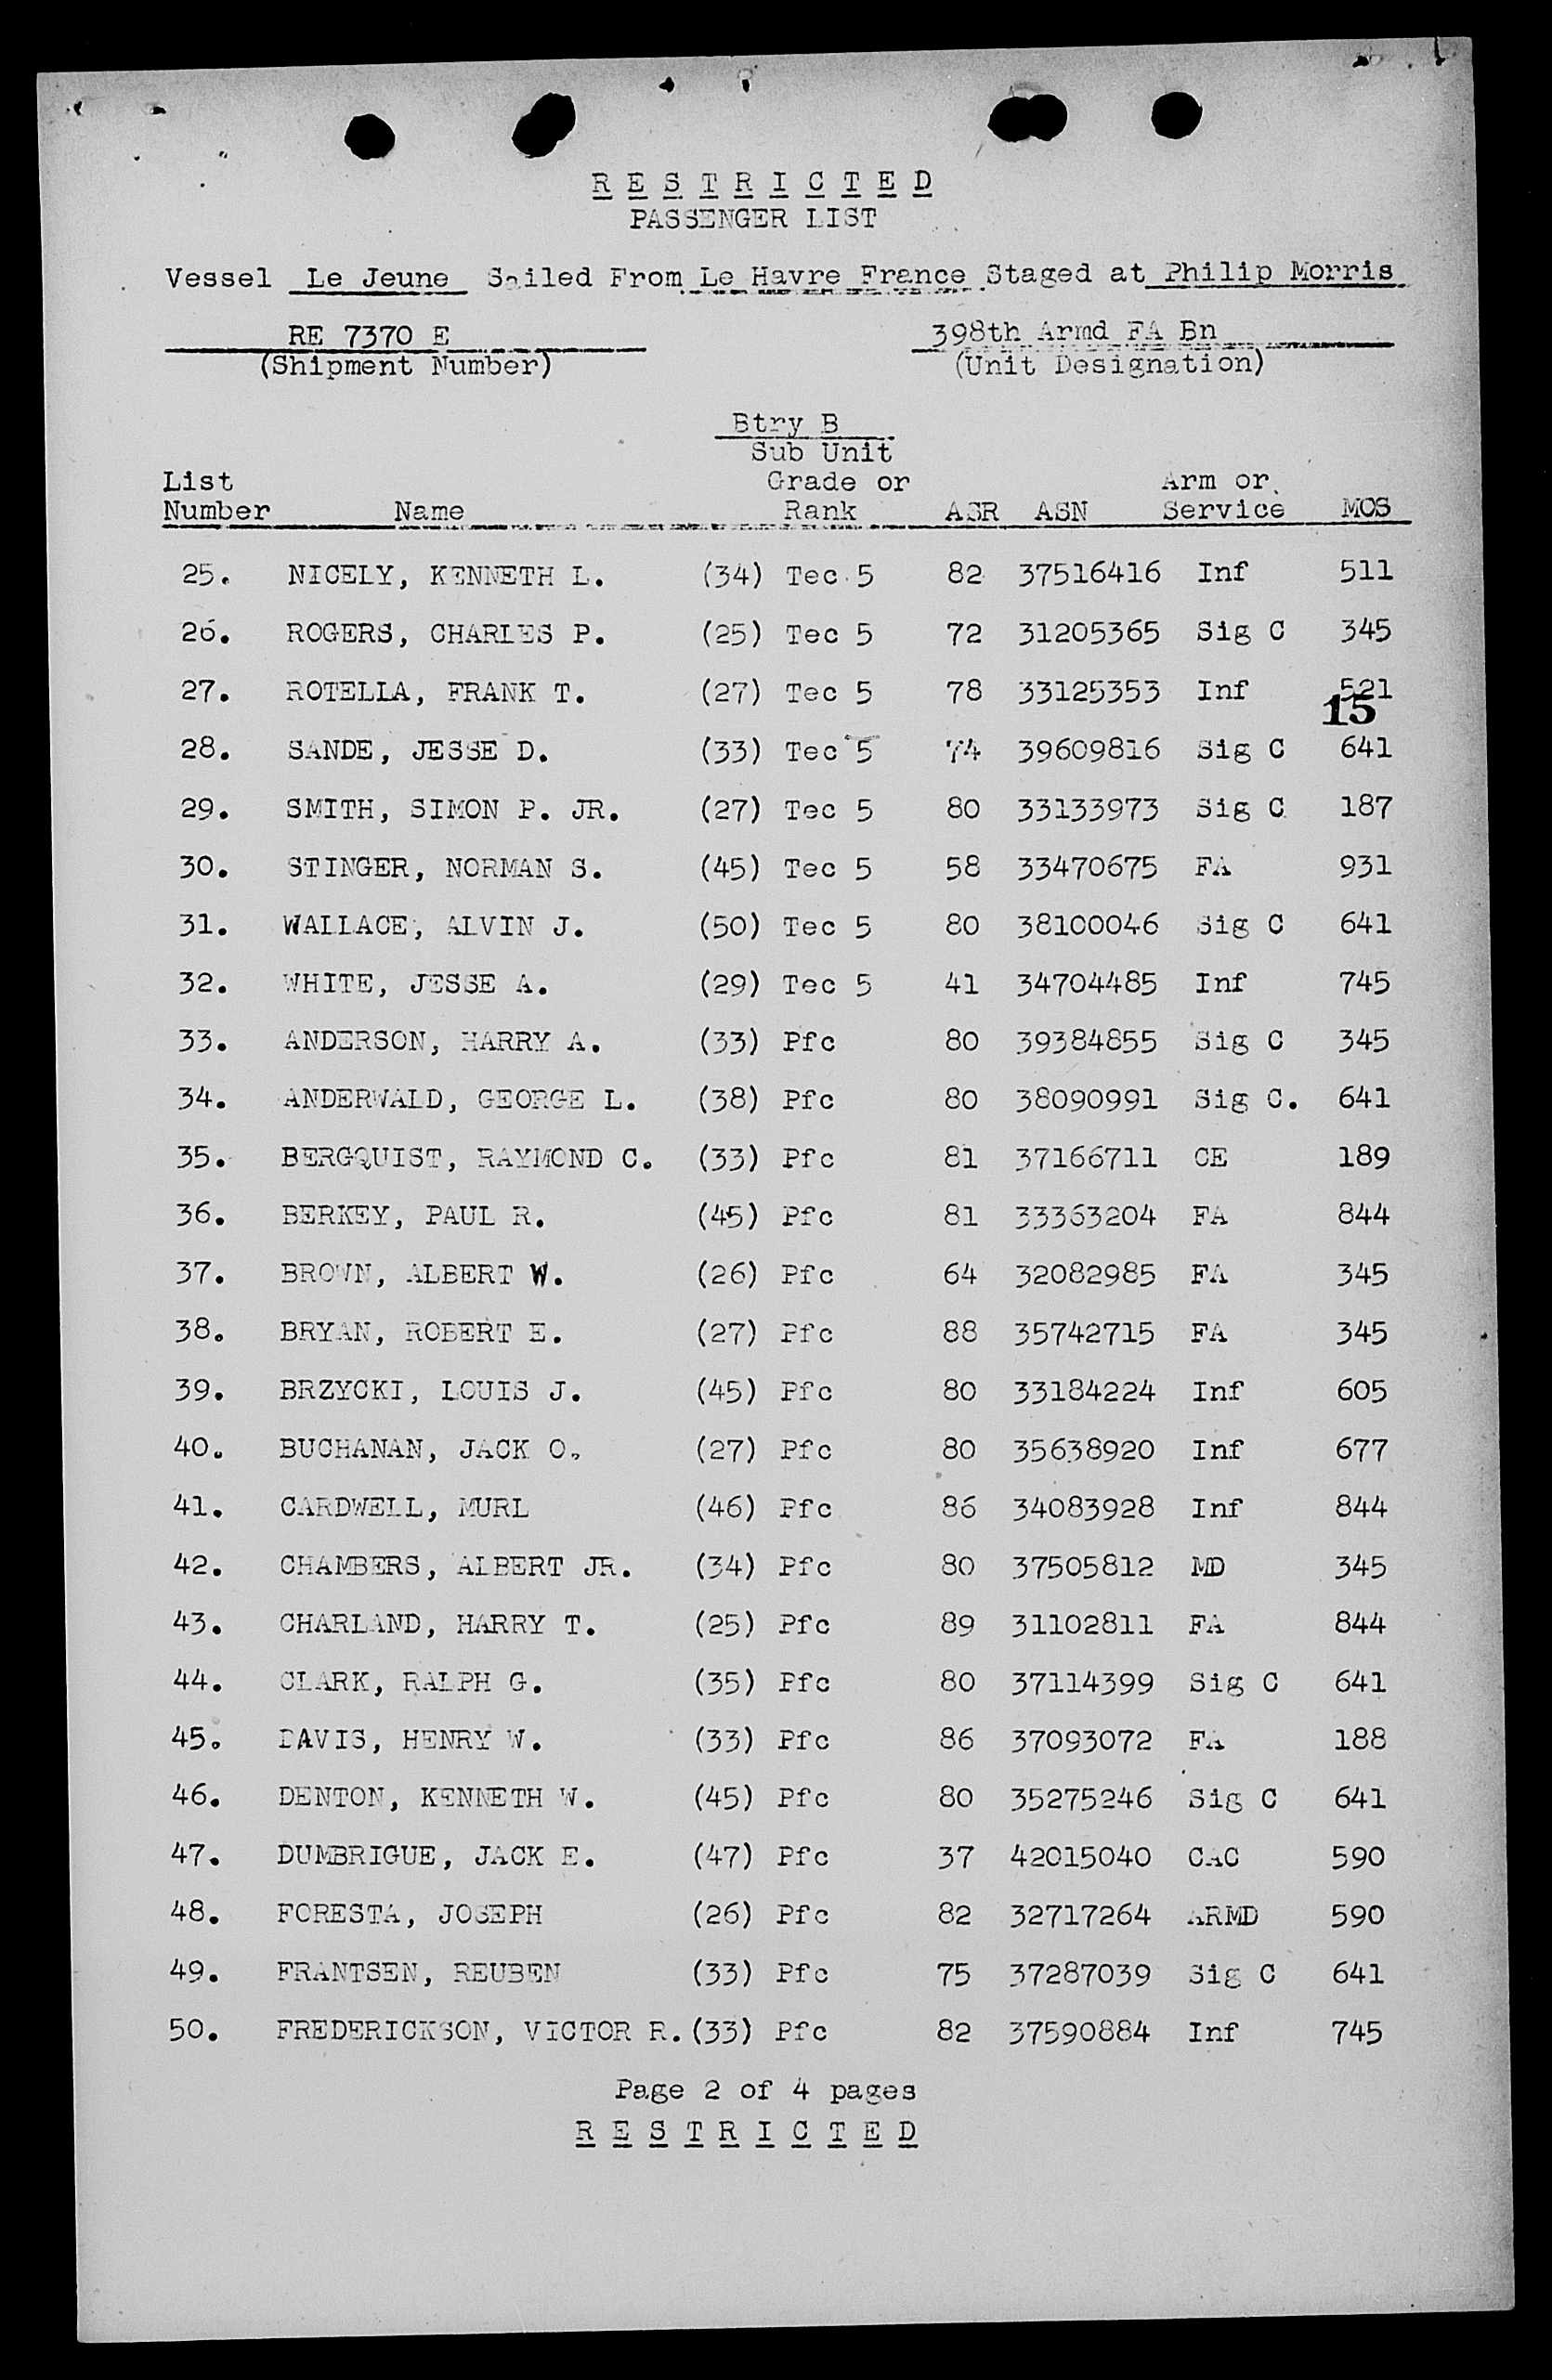 R E S T R I C T E D
PASSENGER LIST
Vessel Le Jeune Sailed From Le Havre France Staged at Philip Morris
RE 7370 E 398th Armd FA Bn
(Shipment Number) (Unit Designation)
Btry B
Sub Unit
List Grade or Arm or
Number Name Rank ASR ASN Service MOS
25. NICELY, KENNETH L. (34) Tec 5 82 37516416 Inf 511
26. ROGERS, CHARLES P. (25) Tec 5 72 31205365 Sig C 345
27. ROTELLA, FRANK T. (27) Tec 5 78 33125353 Inf 521
15
28. SANDE, JESSE D. (33) Tec 5 74 39609816 Sig C 641
29. SMITH, SIMON P. JR. (27) Tec 5 80 33133973 Sig C 187
30. STINGER, NORMAN S. (45) Tec 5 58 33470675 FA 931
31. WALLACE, ALVIN J. (50) Tec 5 80 38100046 Sig C 641
32. WHITE, JESSE A. (29) Tec 5 41 34704485 Inf 745
33. ANDERSON, HARRY A. (33) Pfc 80 39384855 Sig C 345
34. ANDERWALD, GEORGE L. (38) Pfc 80 38090991 Sig C. 641
35. BERGQUIST, RAYMOND C. (33) Pfc 81 37166711 CE 189
36. BERKEY, PAUL R. (45) Pfc 81 33363204 FA 844
37. BROWN, ALBERT W. (26) Pfc 64 32082985 FA 345
38. BRYAN, ROBERT E. (27) Pfc 88 35742715 FA 345
39. BRZYCKI, LOUIS J. (45) Pfc 80 33184224 Inf 605
40. BUCHANAN, JACK O. (27) Pfc 80 35638920 Inf 677
41. CARDWELL, MURL (46) Pfc 86 34083928 Inf 844
42. CHAMBERS, ALBERT JR. (34) Pfc 80 37505812 MD 345
43. CHARLAND, HARRY T. (25) Pfc 89 31102811 FA 844
44. CLARK, RALPH G. (35) Pfc 80 37114399 Sig C 641
45. DAVIS, HENRY W. (33) Pfc 86 37093072 FA 188
46. DENTON, KENNETH W. (45) Pfc 80 35275246 Sig C 641
47. DUMBRIGUE, JACK E. (47) Pfc 37 42015040 CAC 590
48. FORESTA, JOSEPH (26) Pfc 82 32717264 ARMD 590
49. FRANTSEN, REUBEN (33) Pfc 75 37287039 Sig C 641
50. FREDERICKSON, VICTOR R. (33) Pfc 82 37590884 Inf 745
Page 2 of 4 pages
R E S T R I C T E D